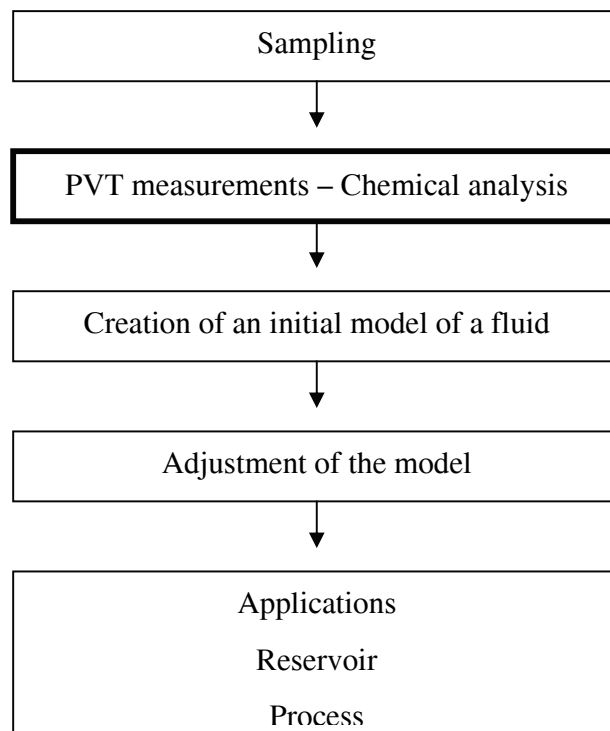 Sampling
PVT measurements – Chemical analysis
Creation of an initial model of a fluid
Adjustment of the model
Applications
Reservoir
Process